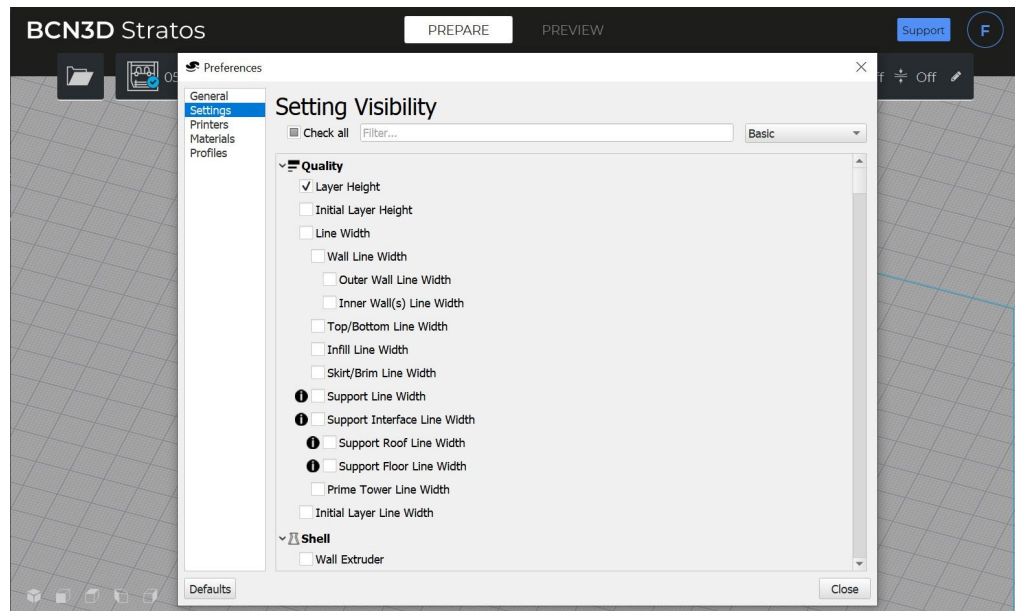 BCN3D Stratos
PREPARE
PREVIEW
Support
F
05
Off
Preferences
General
Settings
Printers
Materials
Profiles
Setting Visibility
Check all
Filter...
Basic
Quality
Layer Height
Initial Layer Height
Line Width
Wall Line Width
Outer Wall Line Width
Inner Wall(s) Line Width
Top/Bottom Line Width
Infill Line Width
Skirt/Brim Line Width
Support Line Width
Support Interface Line Width
Support Roof Line Width
Support Floor Line Width
Prime Tower Line Width
Initial Layer Line Width
Shell
Wall Extruder
Defaults
Close